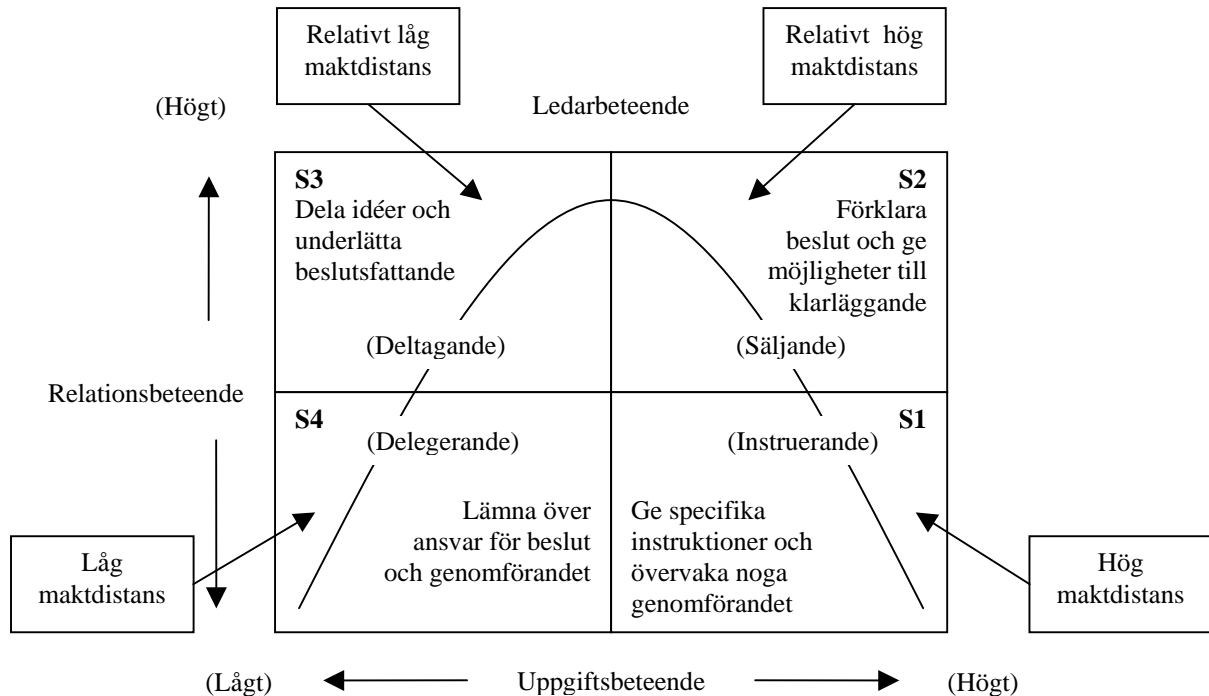 Relativt låg
maktdistans
Relativt hög
maktdistans
(Högt)
Ledarbeteende
S3
Dela idéer och
underlätta
beslutsfattande
(Deltagande)
S2
Förklara
beslut och ge
möjligheter till
klarläggande
(Säljande)
Relationsbeteende
S4
(Delegerande)
Lämna över
ansvar för beslut
och genomförandet
S1
(Instruerande)
Ge specifika
instruktioner och
övervaka noga
genomförandet
Låg
maktdistans
Hög
maktdistans
(Lågt)
Uppgiftsbeteende
(Högt)